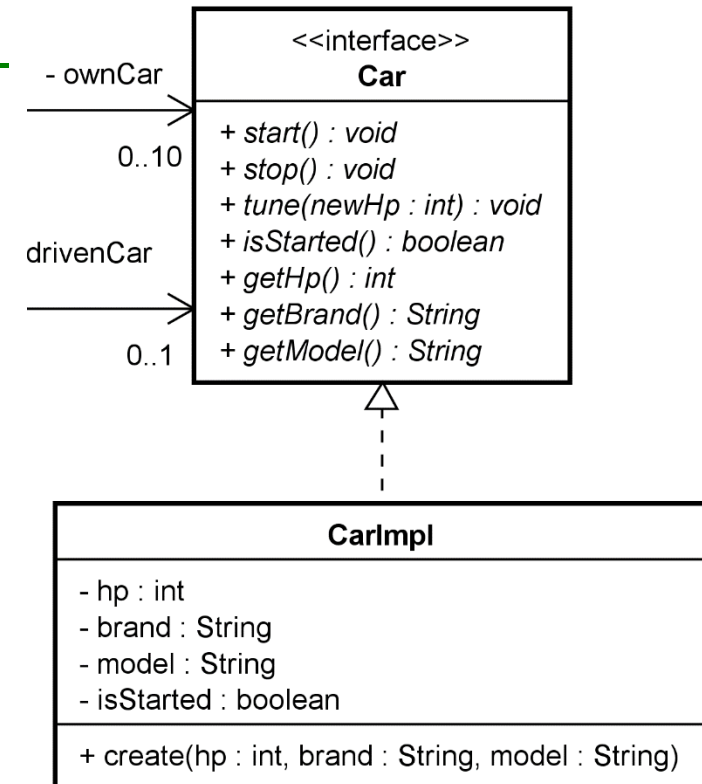 <<interface>>
Car
- ownCar
0..10
drivenCar
0..1
+ start() : void
+ stop() : void
+ tune(newHp : int) : void
+ isStarted() : boolean
+ getHp() : int
+ getBrand() : String
+ getModel() : String
CarImpl
- hp : int
- brand : String
- model : String
- isStarted : boolean
+ create(hp : int, brand : String, model : String)